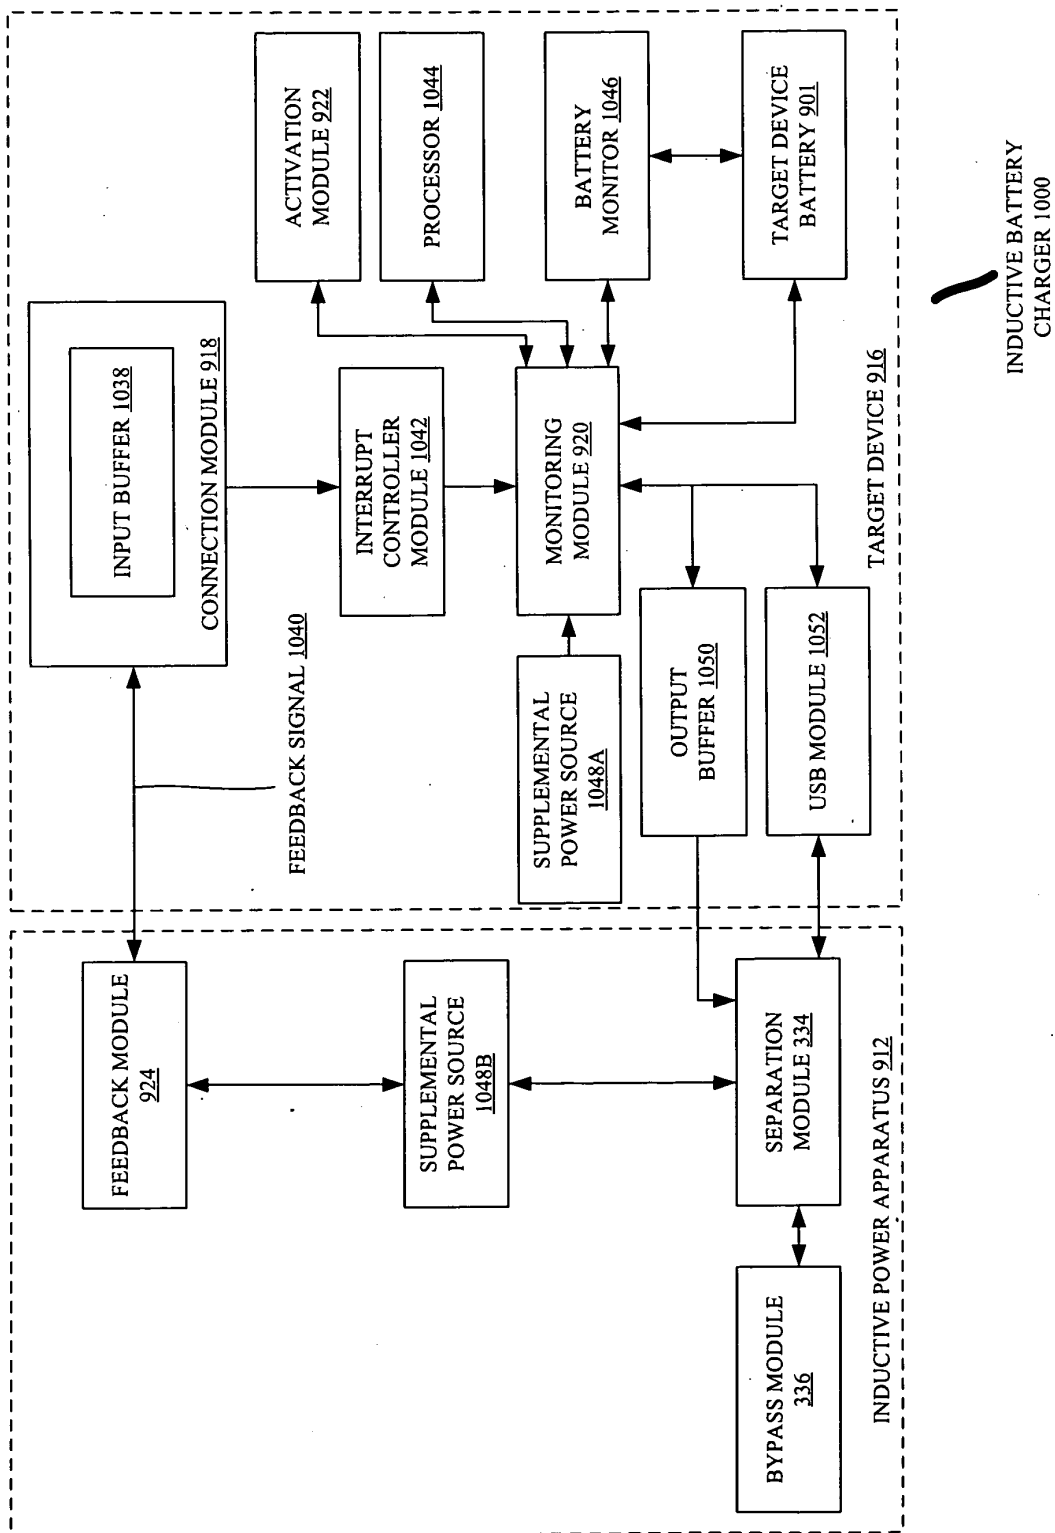 FEEDBACK MODULE
924
SUPPLEMENTAL
POWER SOURCE
1048B
BYPASS MODULE
336
SEPARATION
MODULE 334
INDUCTIVE POWER APPARATUS 912
INPUT BUFFER 1038
CONNECTION MODULE 918
FEEDBACK SIGNAL 1040
ACTIVATION
MODULE 922
INTERRUPT
CONTROLLER
MODULE 1042
PROCESSOR 1044
SUPPLEMENTAL
POWER SOURCE
1048A
MONITORING
MODULE 920
BATTERY
MONITOR 1046
OUTPUT
BUFFER 1050
USB MODULE 1052
TARGET DEVICE
BATTERY 901
TARGET DEVICE 916
INDUCTIVE BATTERY
CHARGER 1000